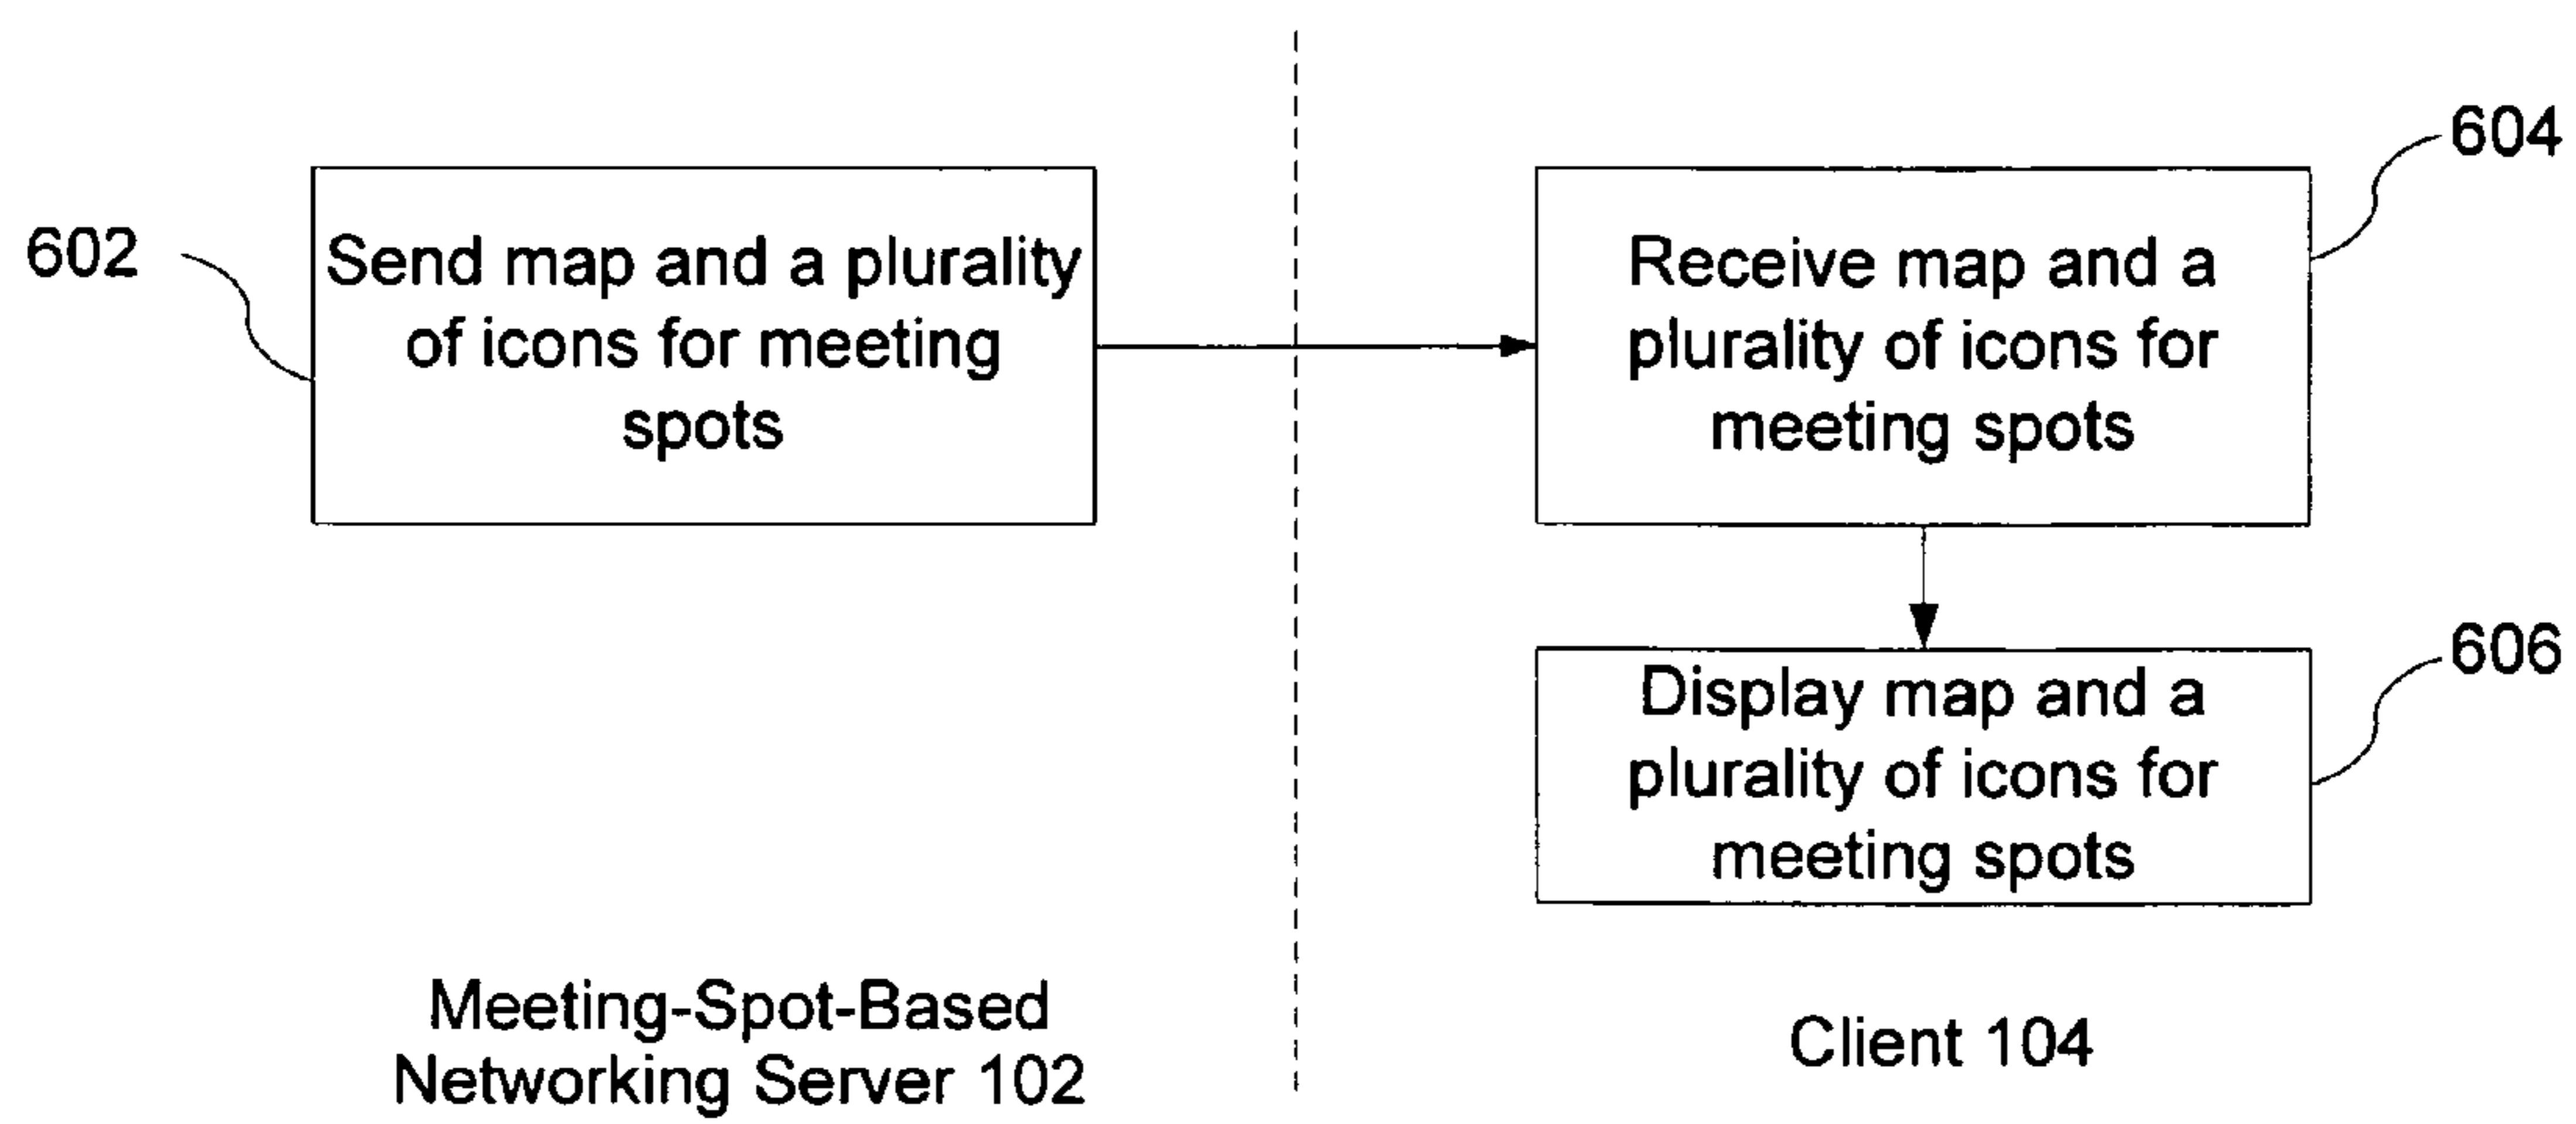 602
Send map and a plurality
of icons for meeting
spots
604
Receive map and a
plurality of icons for
meeting spots
606
Display map and a
plurality of icons for
meeting spots
Meeting-Spot-Based
Networking Server 102
Client 104